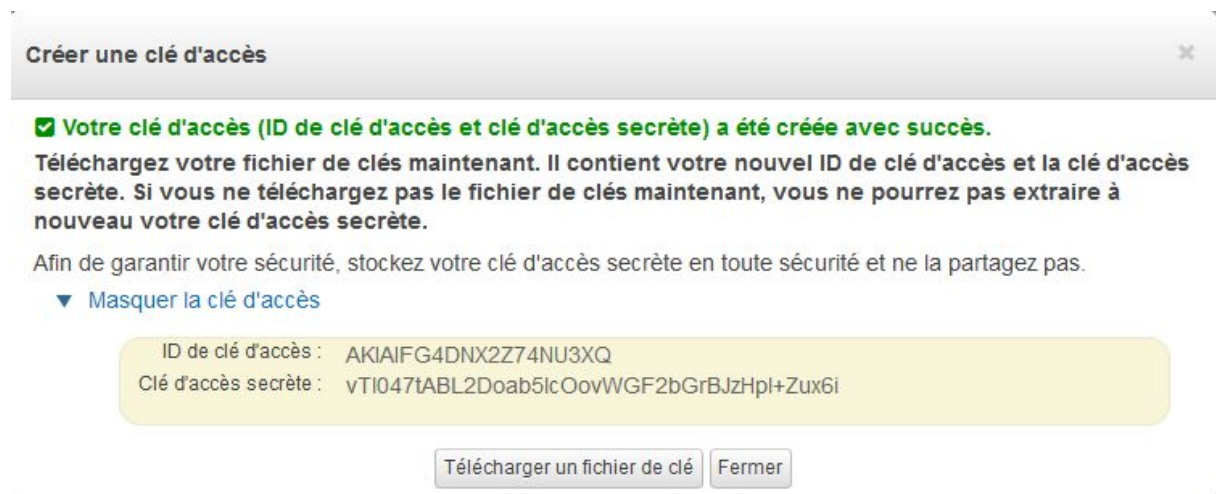 Créer une clé d'accès
Votre clé d'accès (ID de clé d'accès et clé d'accès secrète) a été créée avec succès.
Téléchargez votre fichier de clés maintenant. Il contient votre nouvel ID de clé d'accès et la clé d'accès
secrète. Si vous ne téléchargez pas le fichier de clés maintenant, vous ne pourrez pas extraire à
nouveau votre clé d'accès secrète.
Afin de garantir votre sécurité, stockez votre clé d'accès secrète en toute sécurité et ne la partagez pas.
Masquer la clé d'accès
ID de clé d'accès : AKIAIFG4DNX2Z74NU3XQ
Clé d'accès secrète : vTI047tABL2Doab5IcOovWGF2bGrBJzHpI+Zux6i
Télécharger un fichier de clé Fermer